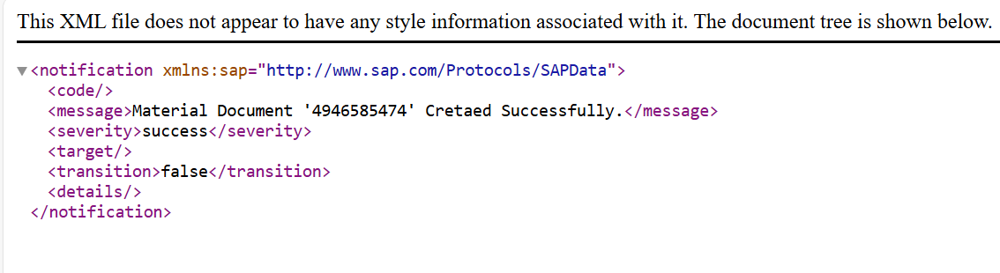 This XML file does not appear to have any style information associated with it. The document tree is shown below.
▼<notification xmlns:sap="http://www.sap.com/Protocols/SAPData">
<code/>
<message>Material Document '4946585474' Cretaed Successfully.</message>
<severity>success</severity>
<target/>
<transition>false</transition>
<details/>
</notification>